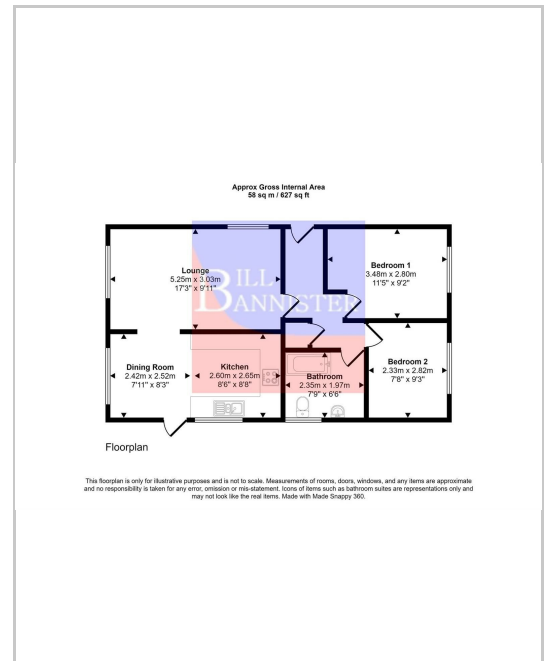 Approx Gross Internal Area
58 sq m / 627 sq ft
Lounge
5.25m x 3.03m
17'3" x 9'11"
Bedroom 1
3.48m x 2.80m
11'5" x 9'2"
BILL
BANNISTER
Dining Room
2.42m x 2.52m
7'11" x 8'3"
Kitchen
2.60m x 2.65m
8'6" x 8'8"
Bathroom
2.35m x 1.97m
7'9" x 6'6"
Bedroom 2
2.33m x 2.82m
7'8" x 9'3"
Floorplan
This floorplan is only for illustrative purposes and is not to scale. Measurements of rooms, doors, windows, and any items are approximate
and no responsibility is taken for any error, omission or mis-statement. Icons of items such as bathroom suites are representations only and
may not look like the real items. Made with Made Snappy 360.